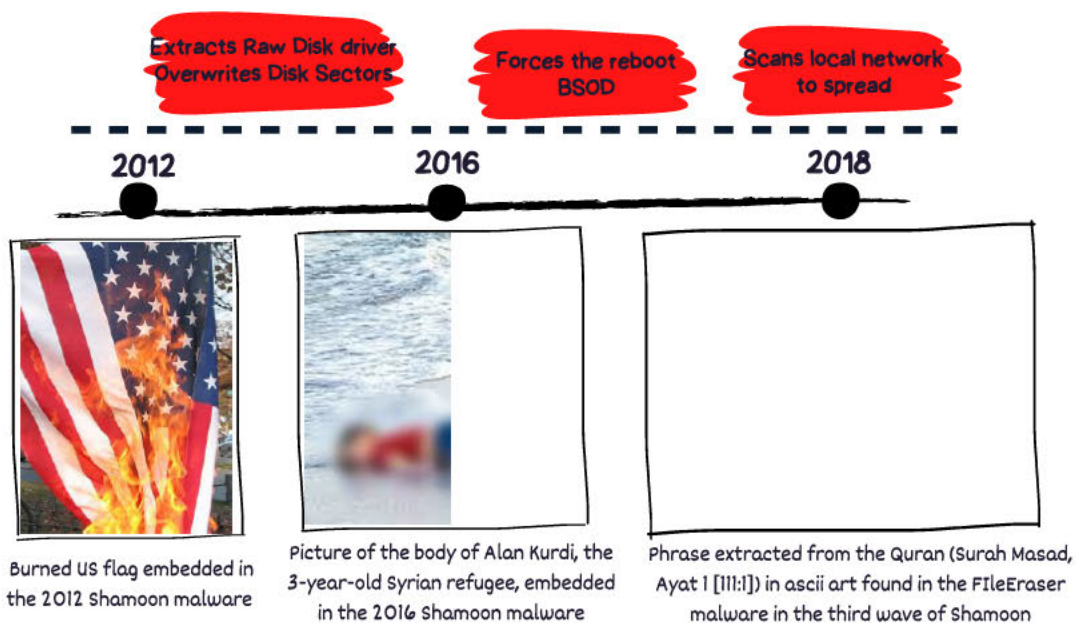 Extracts Raw Disk driver
Overwrites Disk Sectors
Forces the reboot
BSOD
Scans local network
to spread
2012
2016
2018
Burned US flag embedded in
the 2012 Shamoon malware
Picture of the body of Alan Kurdi, the
3-year-old Syrian refugee, embedded
in the 2016 Shamoon malware
Phrase extracted from the Quran (Surah Masad,
Ayat 1 [111:1]) in ascii art found in the FIleEraser
malware in the third wave of Shamoon